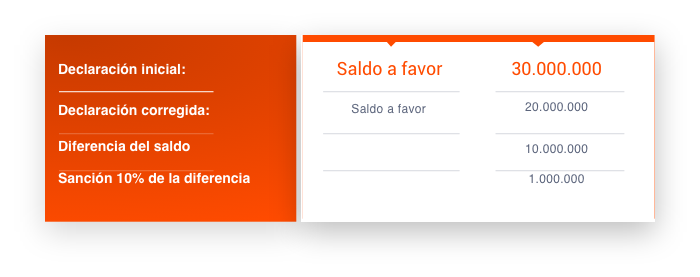 Declaración inicial: Saldo a favor 30.000.000
Declaración corregida: Saldo a favor 20.000.000
Diferencia del saldo 10.000.000
Sanción 10% de la diferencia 1.000.000